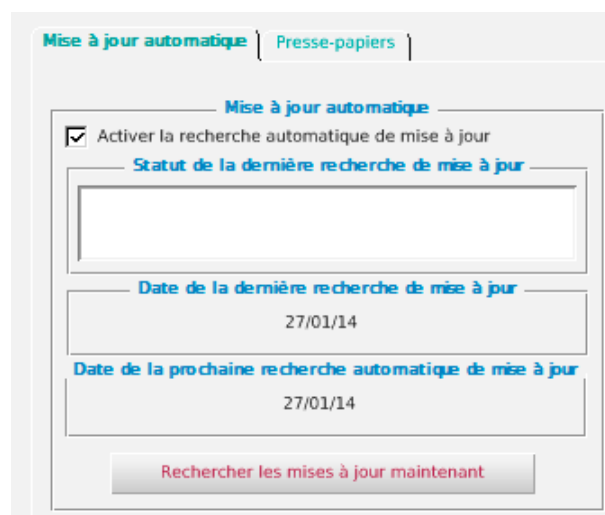 Mise à jour automatique Presse-papiers
Mise à jour automatique
Activer la recherche automatique de mise à jour
Statut de la dernière recherche de mise à jour
Date de la dernière recherche de mise à jour
27/01/14
Date de la prochaine recherche automatique de mise à jour
27/01/14
Rechercher les mises à jour maintenant